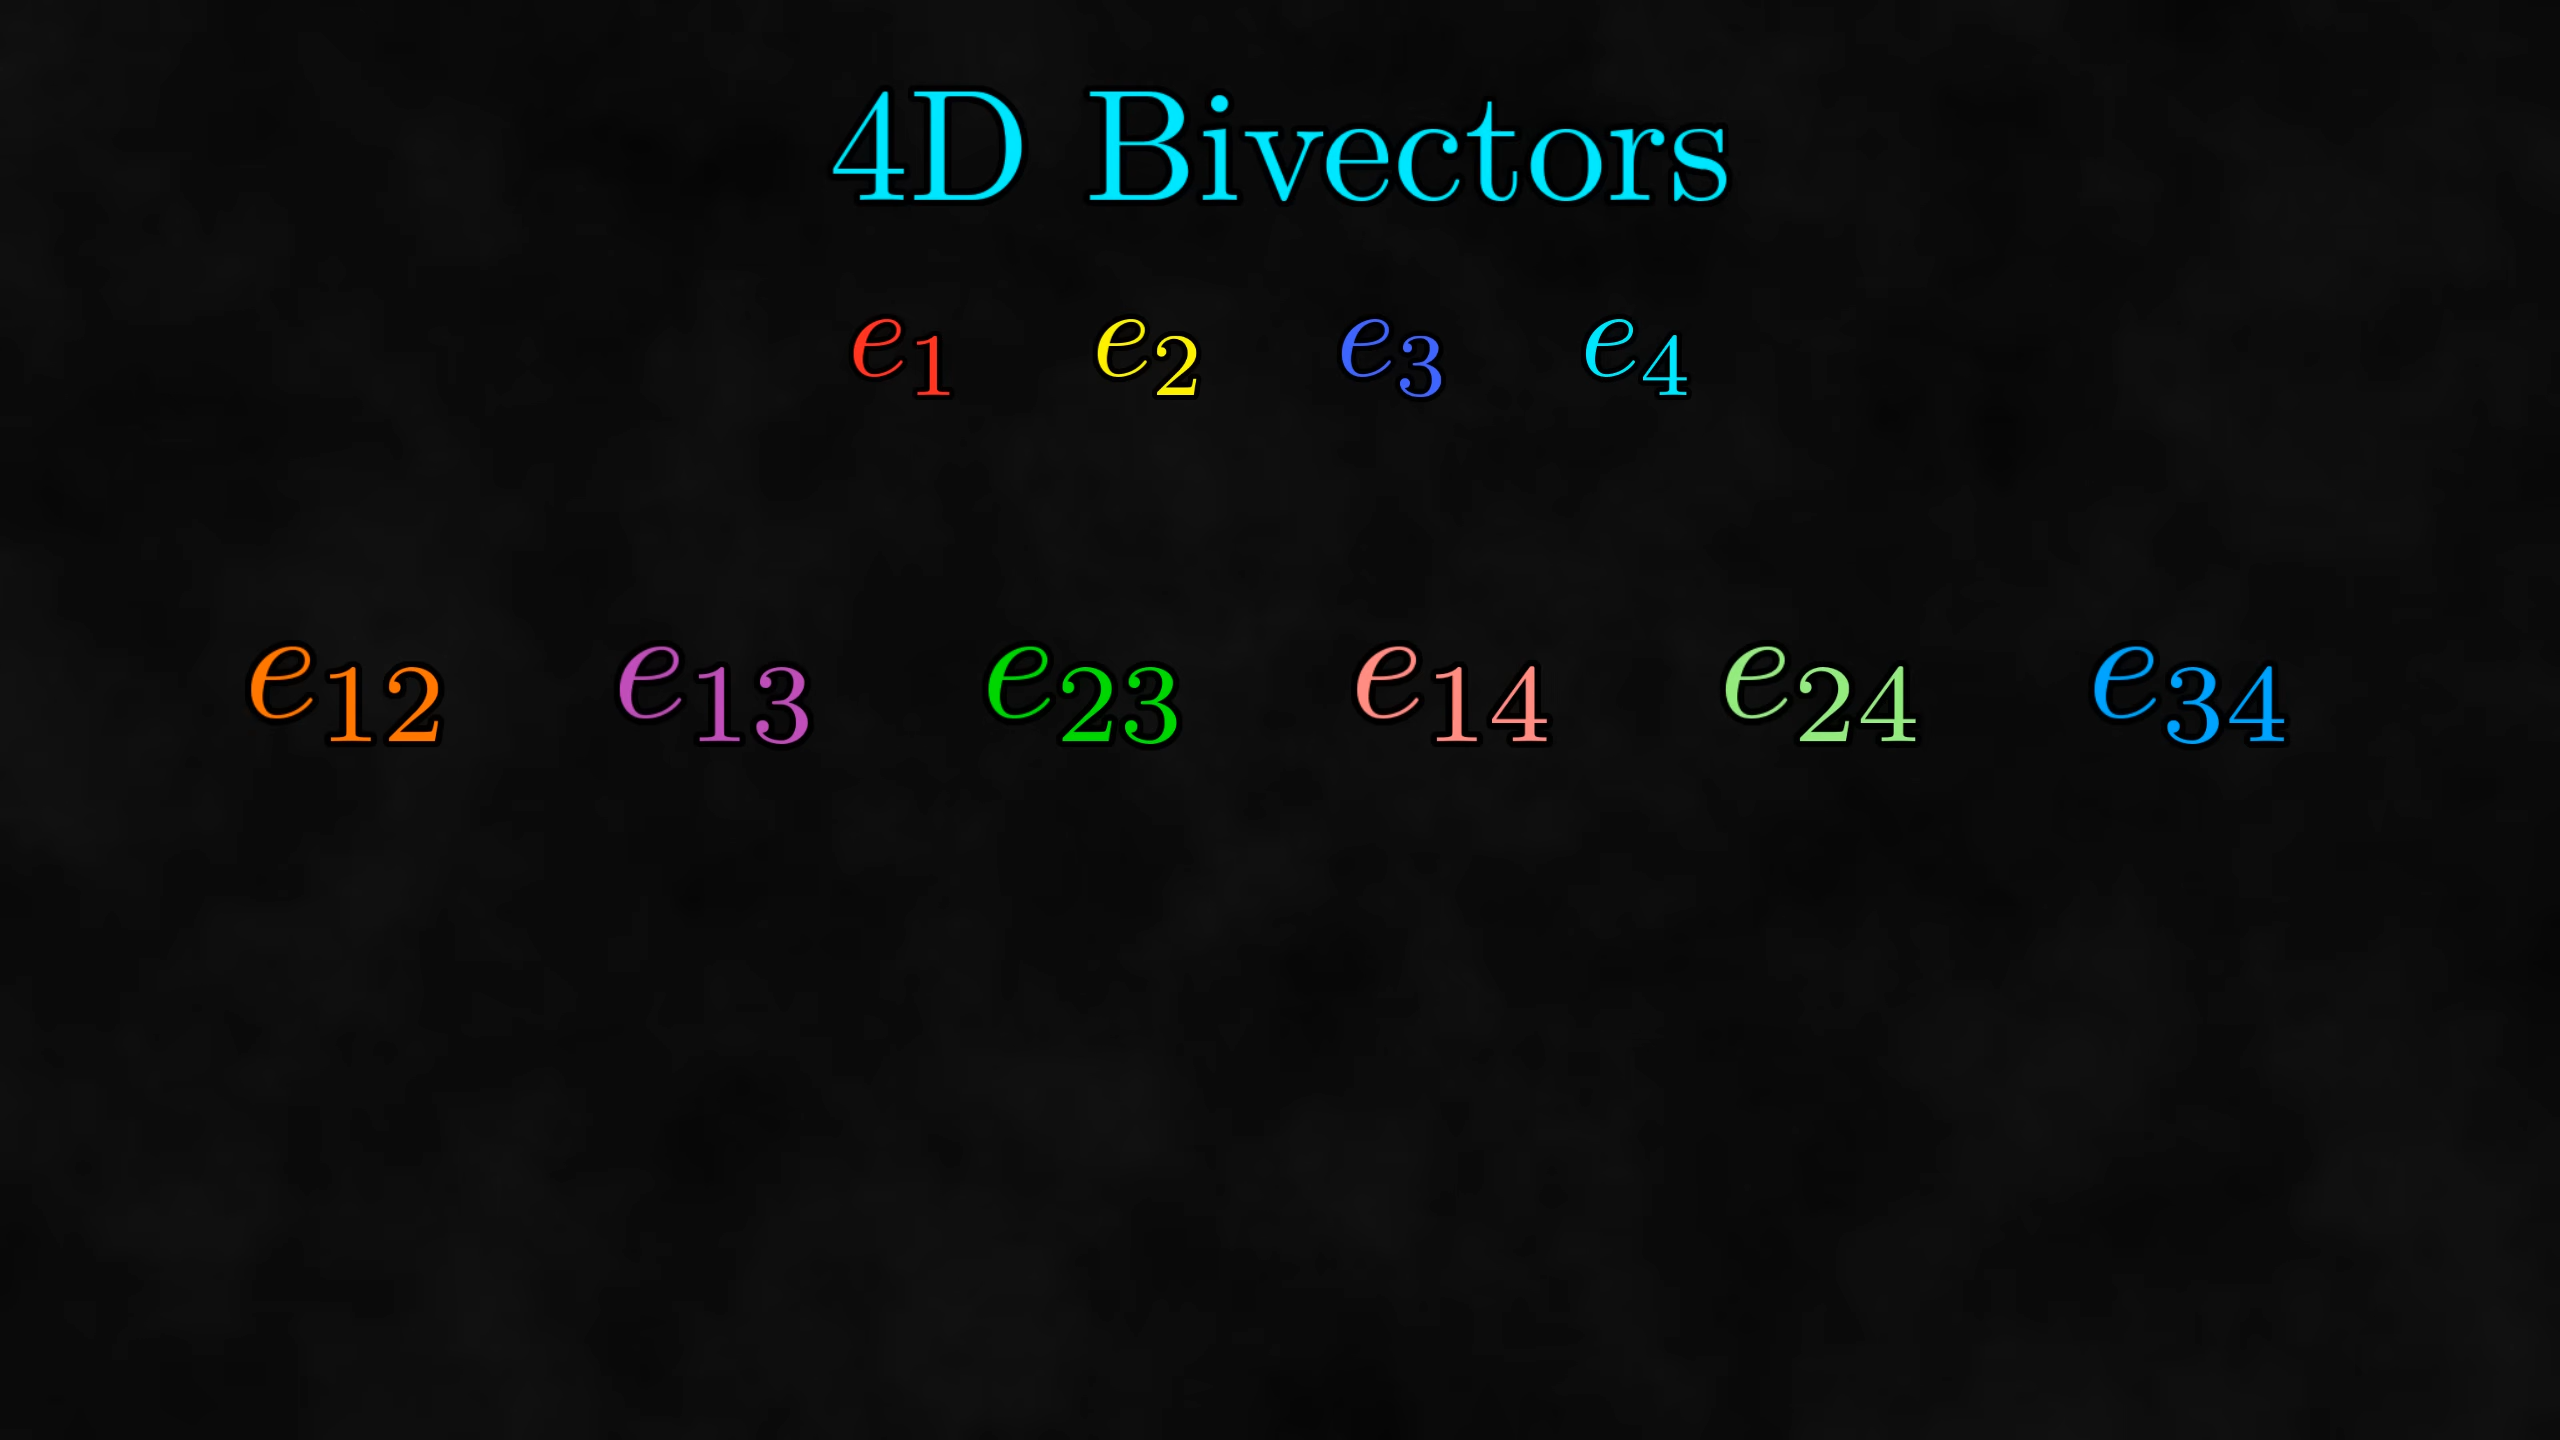 4D Bivectors
e₁ e₂ e₃ e₄
e₁₂ e₁₃ e₂₃ e₁₄ e₂₄ e₃₄